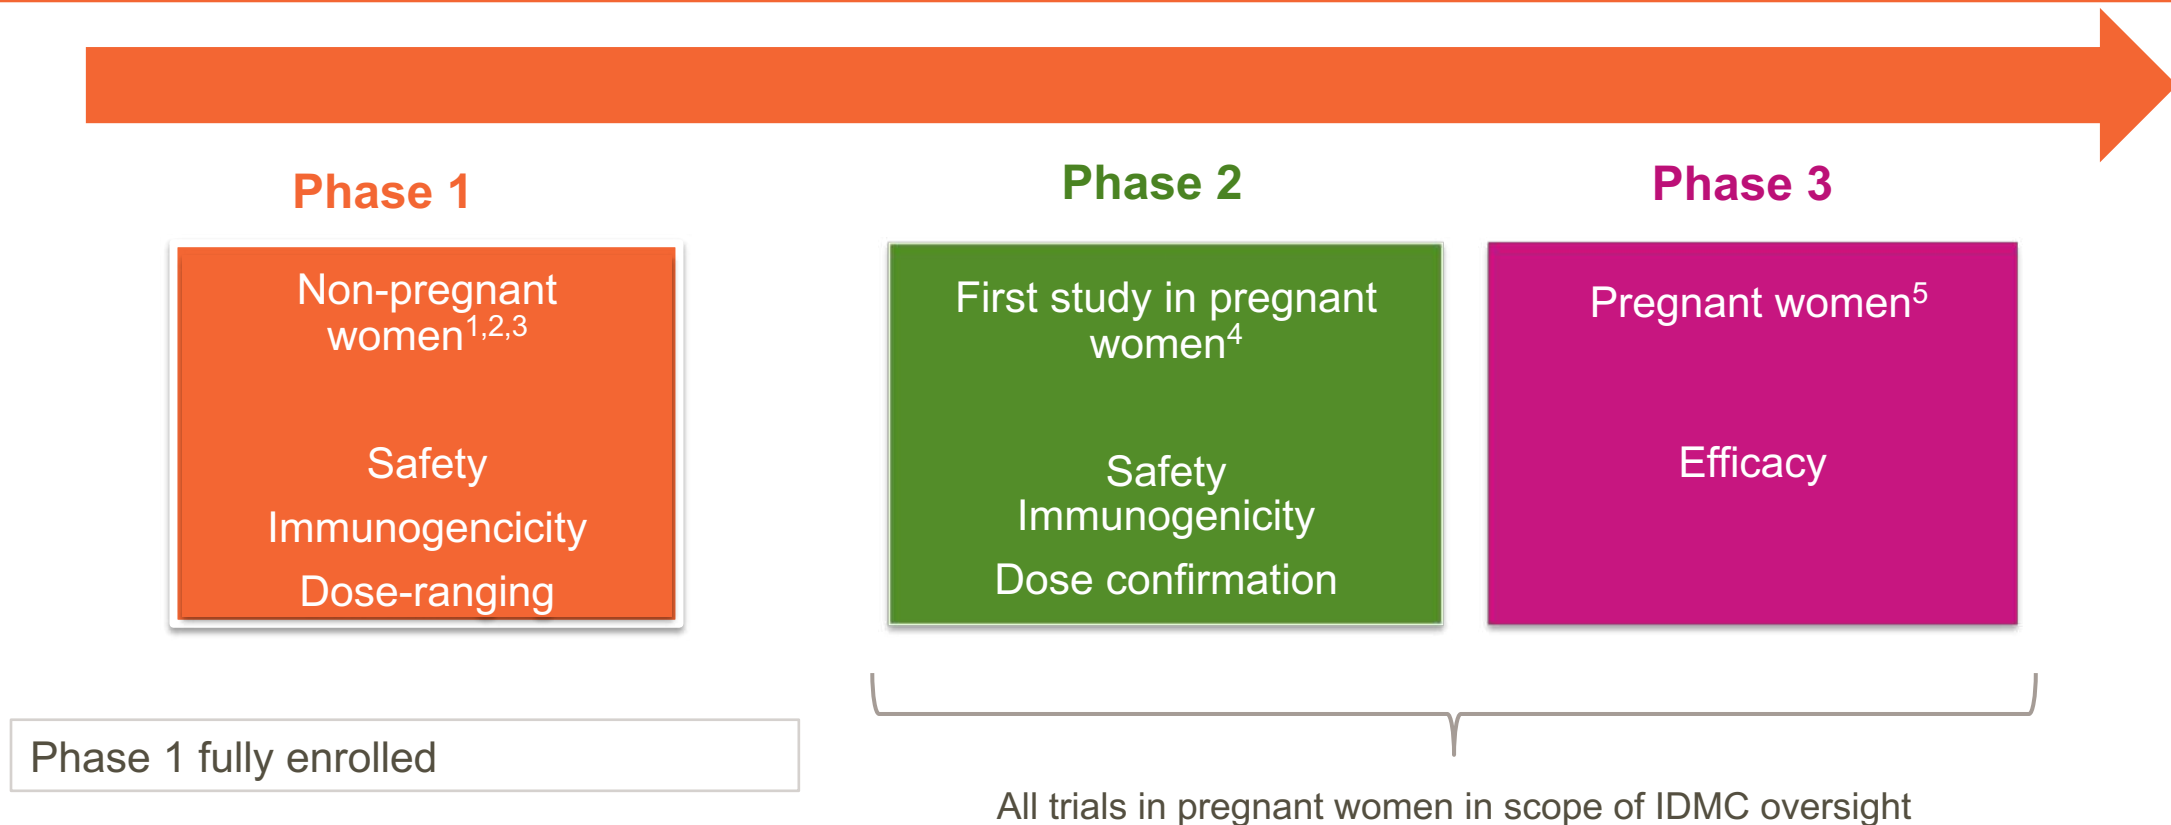 Phase 1
Non-pregnant
women1,2,3
Safety
Immunogencicity
Dose-ranging
Phase 2
First study in pregnant
women4
Safety
Immunogenicity
Dose confirmation
Phase 3
Pregnant women5
Efficacy
Phase 1 fully enrolled
All trials in pregnant women in scope of IDMC oversight